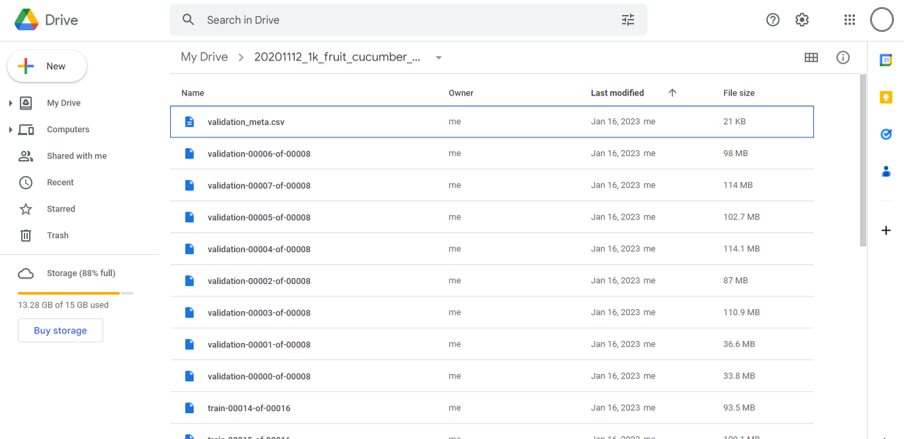 Drive
Search in Drive
New
My Drive
Computers
Shared with me
Recent
Starred
Trash
Storage (88% full)
13.28 GB of 15 GB used
Buy storage
My Drive > 20201112_1k_fruit_cucumber_...
Name Owner Last modified File size
validation_meta.csv me Jan 16, 2023 me 21 KB
validation-00006-of-00008 me Jan 16, 2023 me 98 MB
validation-00007-of-00008 me Jan 16, 2023 me 114 MB
validation-00005-of-00008 me Jan 16, 2023 me 102.7 MB
validation-00004-of-00008 me Jan 16, 2023 me 114.1 MB
validation-00002-of-00008 me Jan 16, 2023 me 87 MB
validation-00003-of-00008 me Jan 16, 2023 me 110.9 MB
validation-00001-of-00008 me Jan 16, 2023 me 36.6 MB
validation-00000-of-00008 me Jan 16, 2023 me 33.8 MB
train-00014-of-00016 me Jan 16, 2023 me 93.5 MB